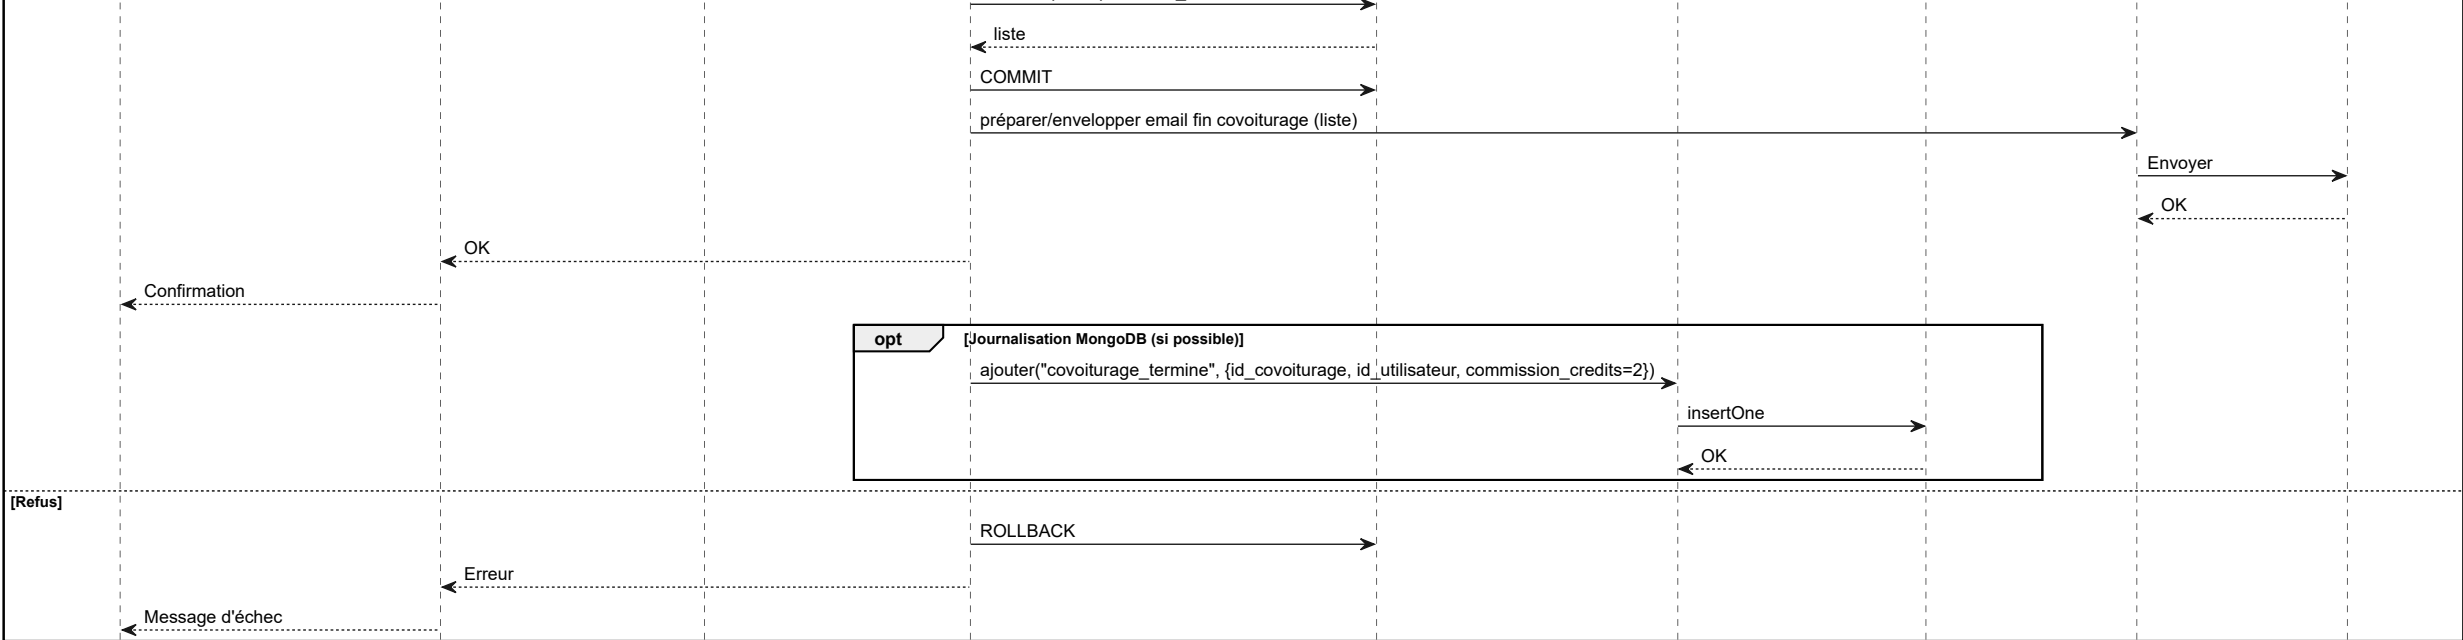 liste
COMMIT
préparer/envelopper email fin covoiturage (liste)
Envoyer
OK
OK
Confirmation
opt [Journalisation MongoDB (si possible)]
ajouter("covoiturage_termine", {id_covoiturage, id_utilisateur, commission_credits=2})
insertOne
OK
[Refus]
ROLLBACK
Erreur
Message d'échec